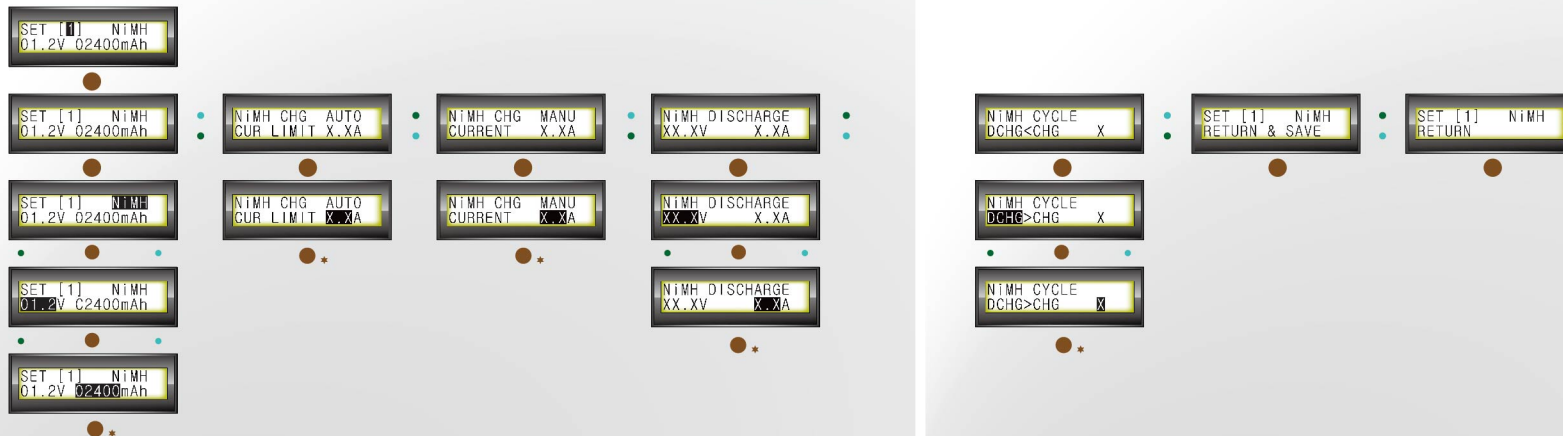 SET [1] NiMH
01.2V 02400mAh
SET [1] NiMH
01.2V 02400mAh
NiMH CHG AUTO
CUR LIMIT X.XA
NiMH CHG MANU
CURRENT X.XA
NiMH DISCHARGE
XX.XV X.XA
NiMH CYCLE
DCHG<CHG X
SET [1] NiMH
RETURN & SAVE
SET [1] NiMH
RETURN
SET [1] NiMH
01.2V 02400mAh
NiMH CHG AUTO
CUR LIMIT X.XA
NiMH CHG MANU
CURRENT X.XA
NiMH DISCHARGE
XX.XV X.XA
NiMH CYCLE
DCHG>CHG X
SET [1] NiMH
01.2V C2400mAh
NiMH DISCHARGE
XX.XV X.XA
NiMH CYCLE
DCHG>CHG X
SET [1] NiMH
01.2V 02400mAh